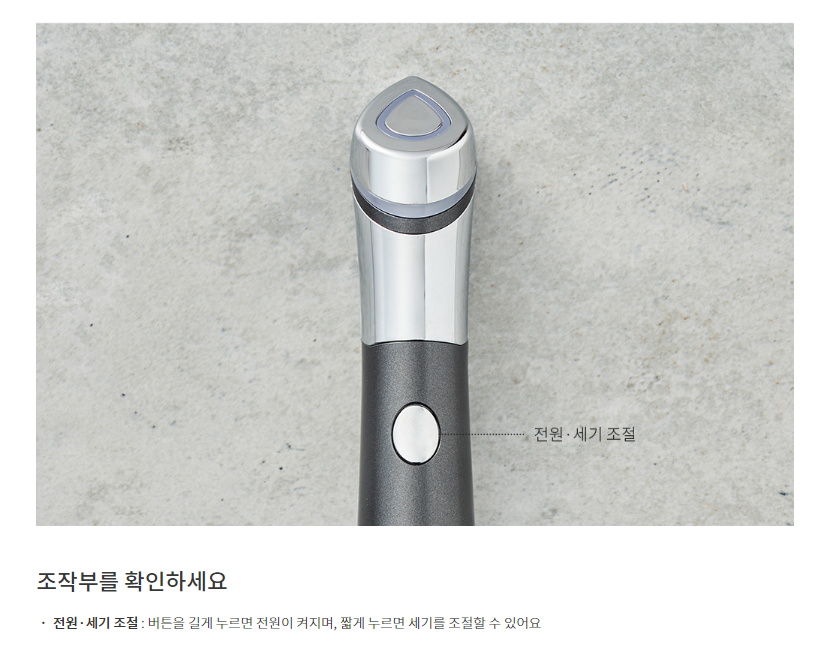 전원·세기 조절
조작부를 확인하세요
· 전원·세기 조절 : 버튼을 길게 누르면 전원이 켜지며, 짧게 누르면 세기를 조절할 수 있어요